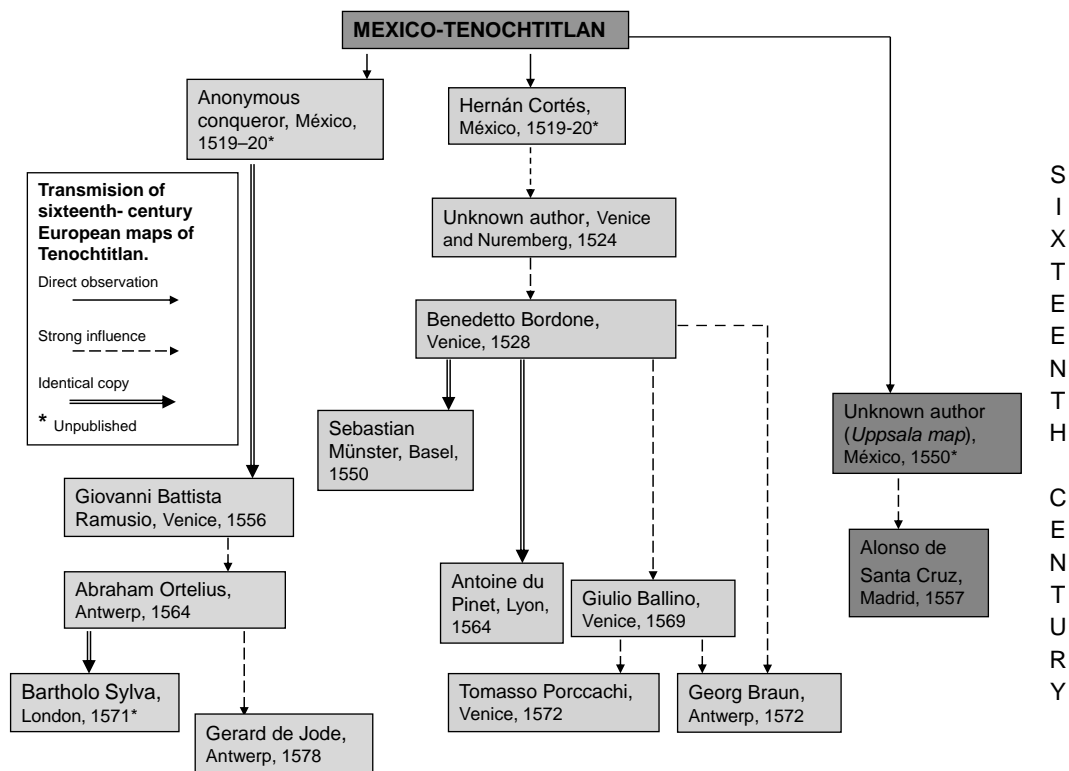 MEXICO-TENOCHTITLAN
Anonymous
conqueror, México,
1519–20*
Hernán Cortés,
México, 1519-20*
Transmision of
sixteenth- century
European maps of
Tenochtitlan.
Direct observation
Strong influence
Identical copy
* Unpublished
Unknown author, Venice
and Nuremberg, 1524
Benedetto Bordone,
Venice, 1528
Sebastian
Münster, Basel,
1550
Unknown author
(Uppsala map),
México, 1550*
Giovanni Battista
Ramusio, Venice, 1556
Alonso de
Santa Cruz,
Madrid, 1557
Abraham Ortelius,
Antwerp, 1564
Antoine du
Pinet, Lyon,
1564
Giulio Ballino,
Venice, 1569
Bartholo Sylva,
London, 1571*
Gerard de Jode,
Antwerp, 1578
Tomasso Porccachi,
Venice, 1572
Georg Braun,
Antwerp, 1572
S
I
X
T
E
E
N
T
H
C
E
N
T
U
R
Y